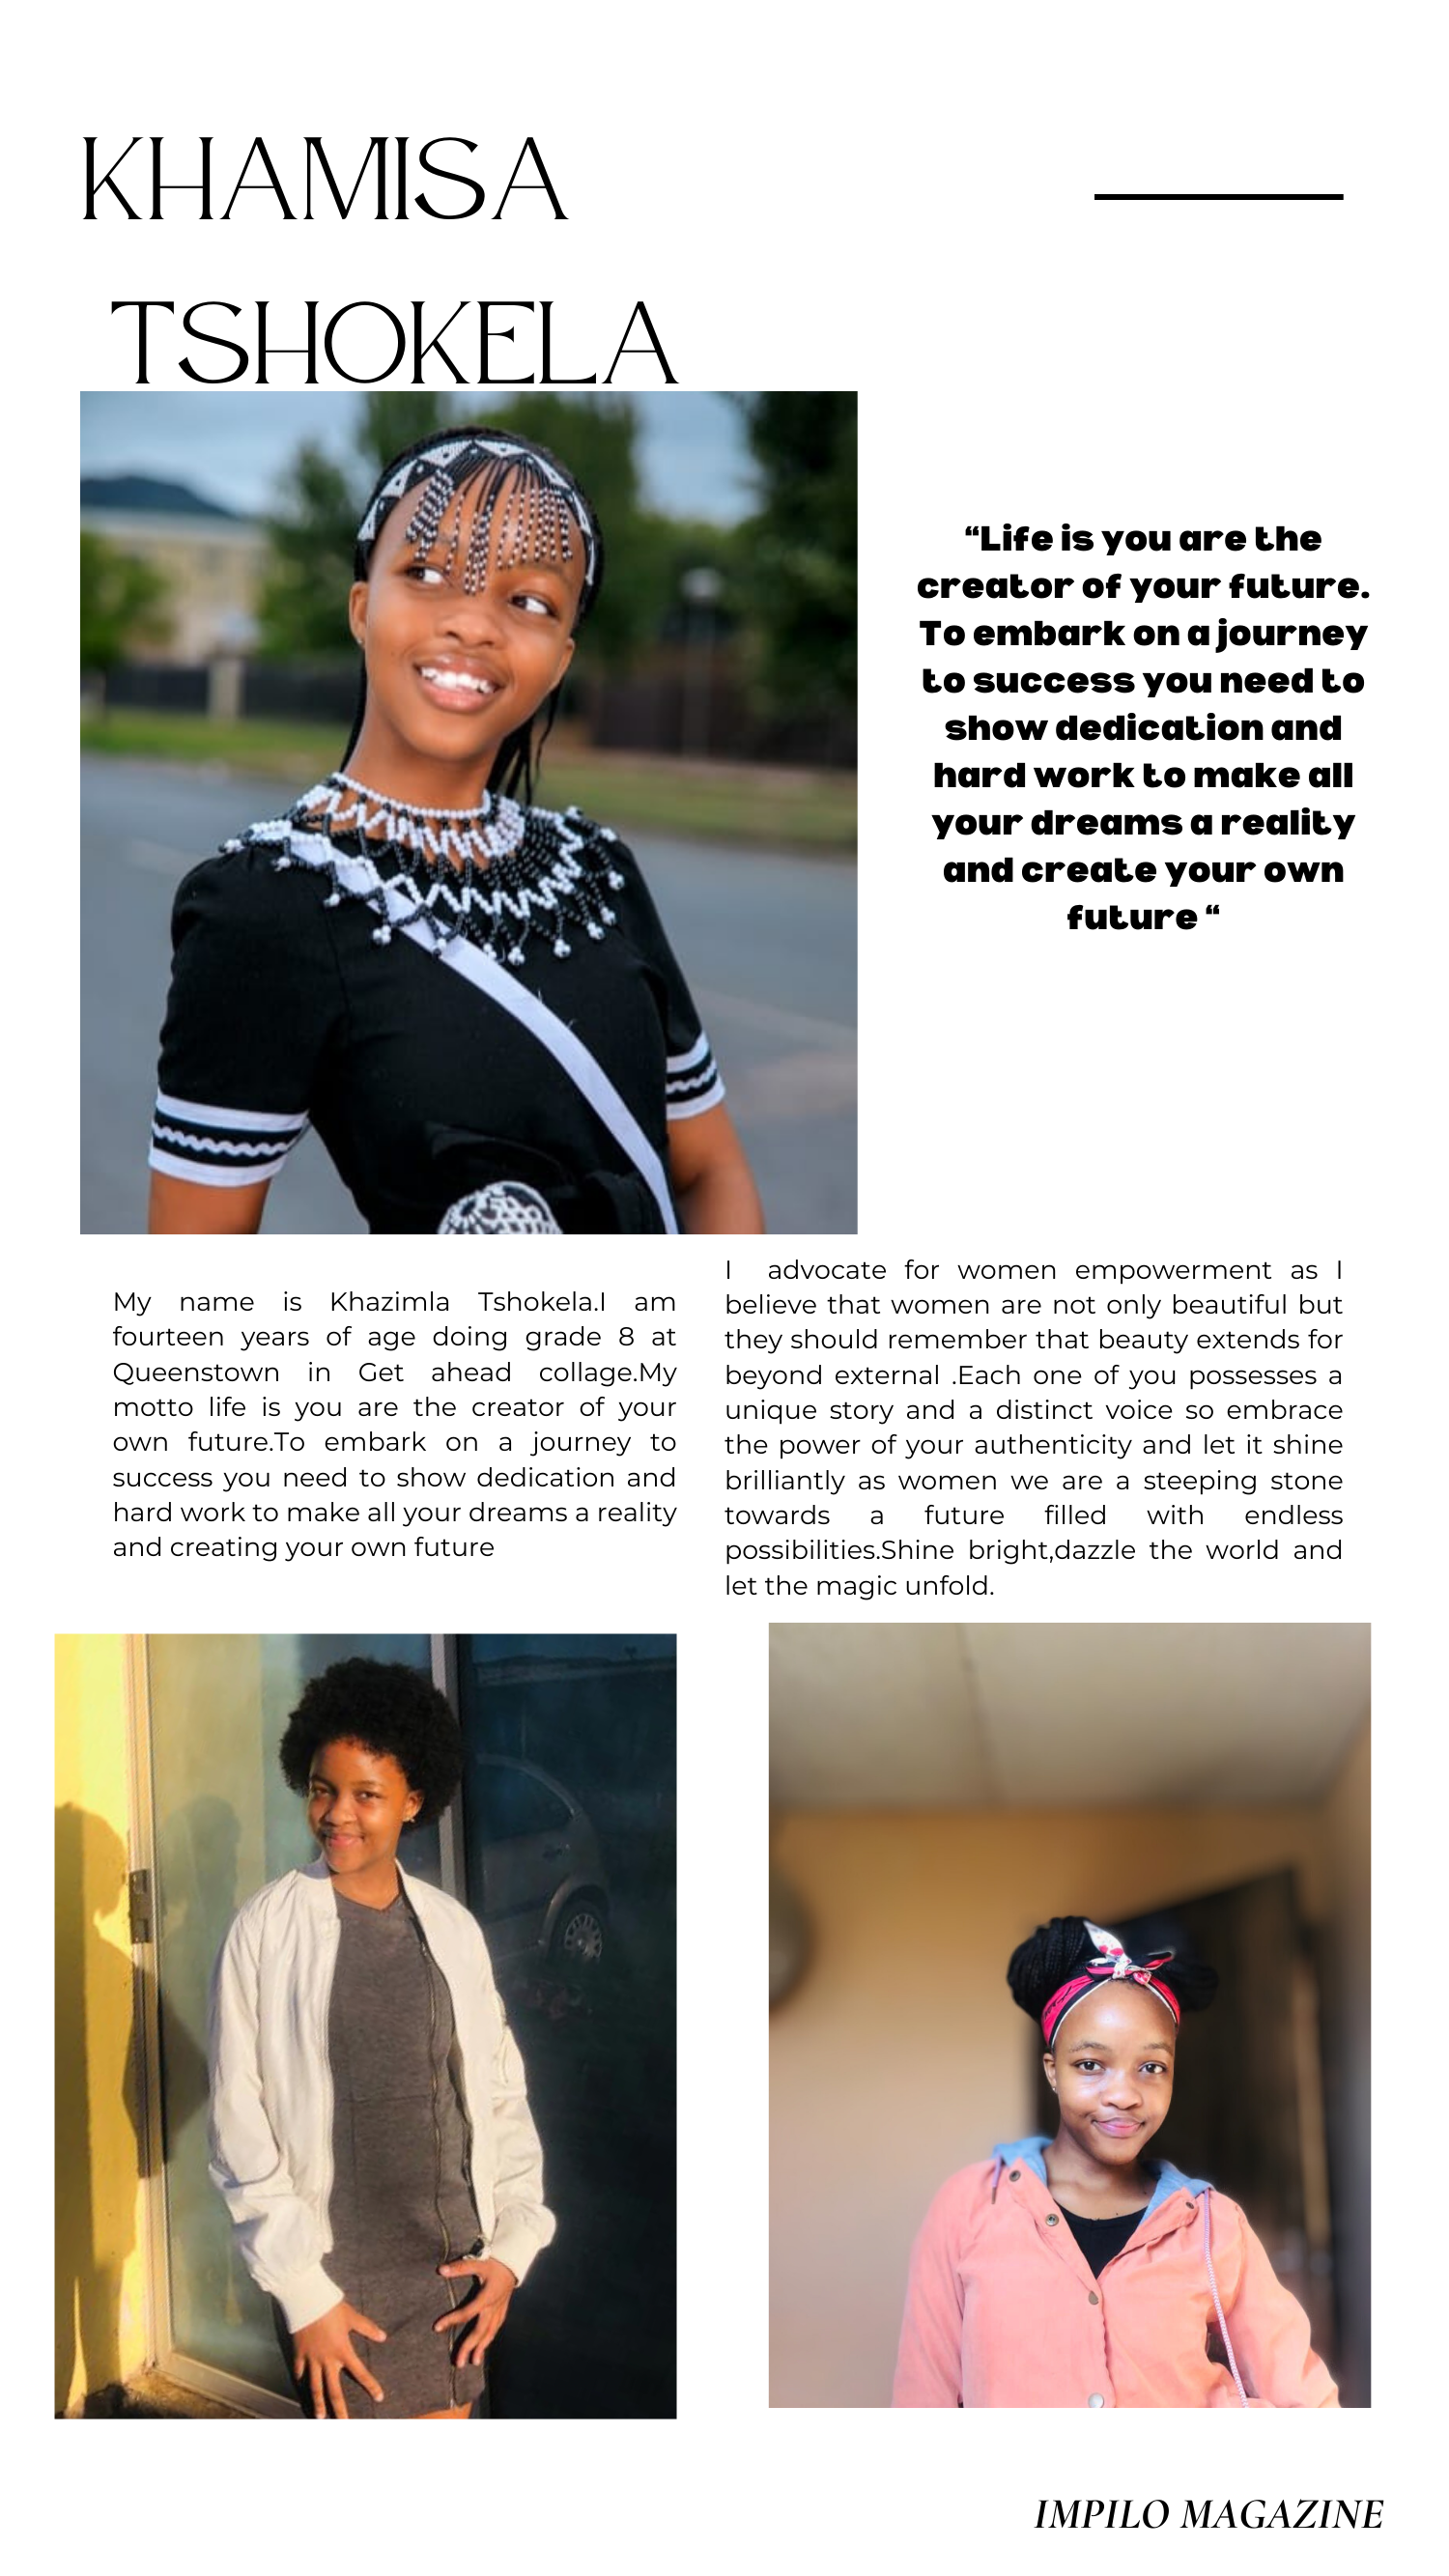 KHAMISA
TSHOKELA
“Life is you are the
creator of your future.
To embark on a journey
to success you need to
show dedication and
hard work to make all
your dreams a reality
and create your own
future “
My name is Khazimla Tshokela.I am
fourteen years of age doing grade 8 at
Queenstown in Get ahead collage.My
motto life is you are the creator of your
own future.To embark on a journey to
success you need to show dedication and
hard work to make all your dreams a reality
and creating your own future
I advocate for women empowerment as I
believe that women are not only beautiful but
they should remember that beauty extends for
beyond external .Each one of you possesses a
unique story and a distinct voice so embrace
the power of your authenticity and let it shine
brilliantly as women we are a steeping stone
towards a future filled with endless
possibilities.Shine bright,dazzle the world and
let the magic unfold.
IMPILO MAGAZINE